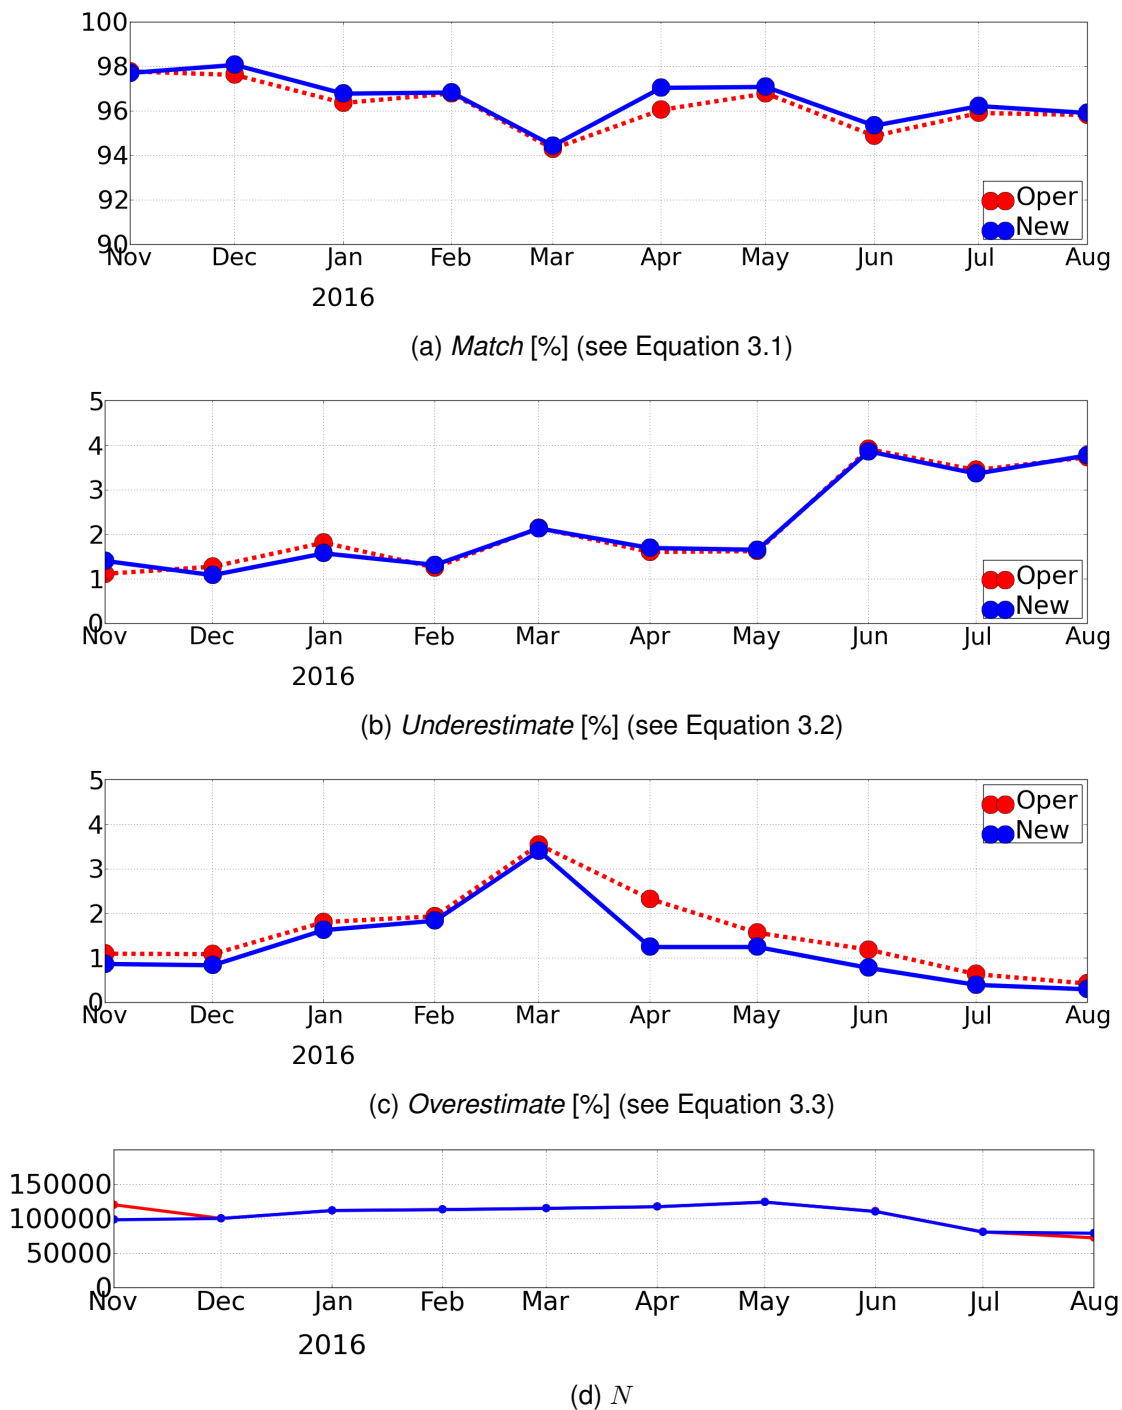 100
98
96
94
92
90
Oper
New
Nov Dec Jan Feb Mar Apr May Jun Jul Aug
2016
(a) Match [%] (see Equation 3.1)
5
4
3
2
1
0
Oper
New
Nov Dec Jan Feb Mar Apr May Jun Jul Aug
2016
(b) Underestimate [%] (see Equation 3.2)
5
4
3
2
1
0
Oper
New
Nov Dec Jan Feb Mar Apr May Jun Jul Aug
2016
(c) Overestimate [%] (see Equation 3.3)
150000
100000
50000
0
Nov Dec Jan Feb Mar Apr May Jun Jul Aug
2016
(d) N